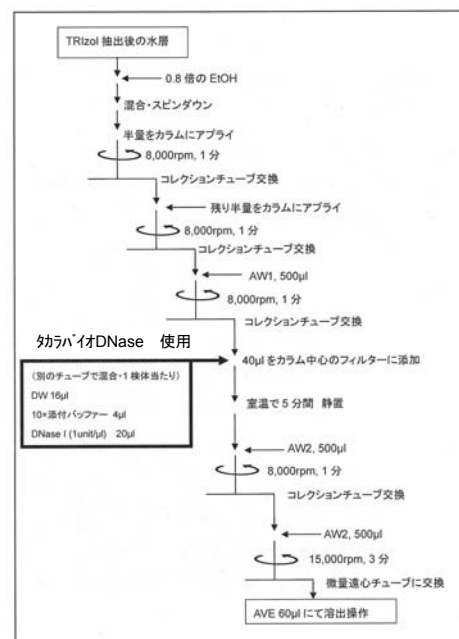 TRIzol 抽出後の水層
0.8 倍の EtOH
混合・スピンダウン
半量をカラムにアプライ
8,000rpm, 1 分
コレクションチューブ交換
残り半量をカラムにアプライ
8,000rpm, 1 分
コレクションチューブ交換
AW1, 500μl
8,000rpm, 1 分
コレクションチューブ交換
タカラバイオDNase 使用
40μl をカラム中心のフィルターに添加
（別のチューブで混合・1 検体当たり）
DW 16μl
10×添付バッファー 4μl
DNase I (1unit/μl) 20μl
室温で 5 分間 静置
AW2, 500μl
8,000rpm, 1 分
コレクションチューブ交換
AW2, 500μl
15,000rpm, 3 分
微量遠心チューブに交換
AVE 60μl にて溶出操作